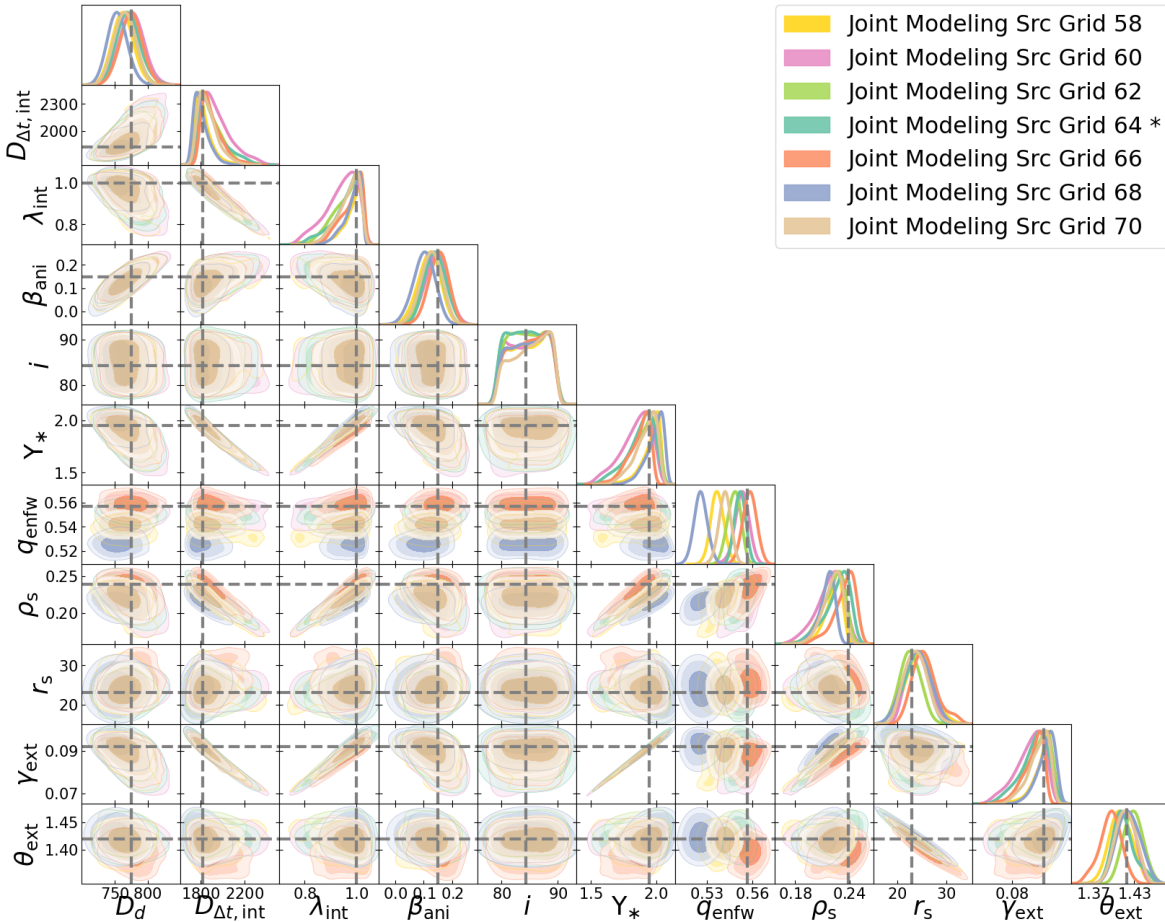 Joint Modeling Src Grid 58
Joint Modeling Src Grid 60
Joint Modeling Src Grid 62
Joint Modeling Src Grid 64 *
Joint Modeling Src Grid 66
Joint Modeling Src Grid 68
Joint Modeling Src Grid 70
D_Δt, int
2300
2000
λ_int
1.0
0.8
β_ani
0.2
0.1
0.0
i
90
80
Υ_*
2.0
1.5
q_enfw
0.56
0.54
0.52
ρ_s
0.25
0.20
r_s
30
20
γ_ext
0.09
0.07
θ_ext
1.45
1.40
750 800
1800 2200
0.8 1.0
0.0 0.1 0.2
80 90
1.5 2.0
0.53 0.56
0.18 0.24
20 30
0.08
1.37 1.43
D_d D_Δt, int λ_int β_ani i Υ_* q_enfw ρ_s r_s γ_ext θ_ext